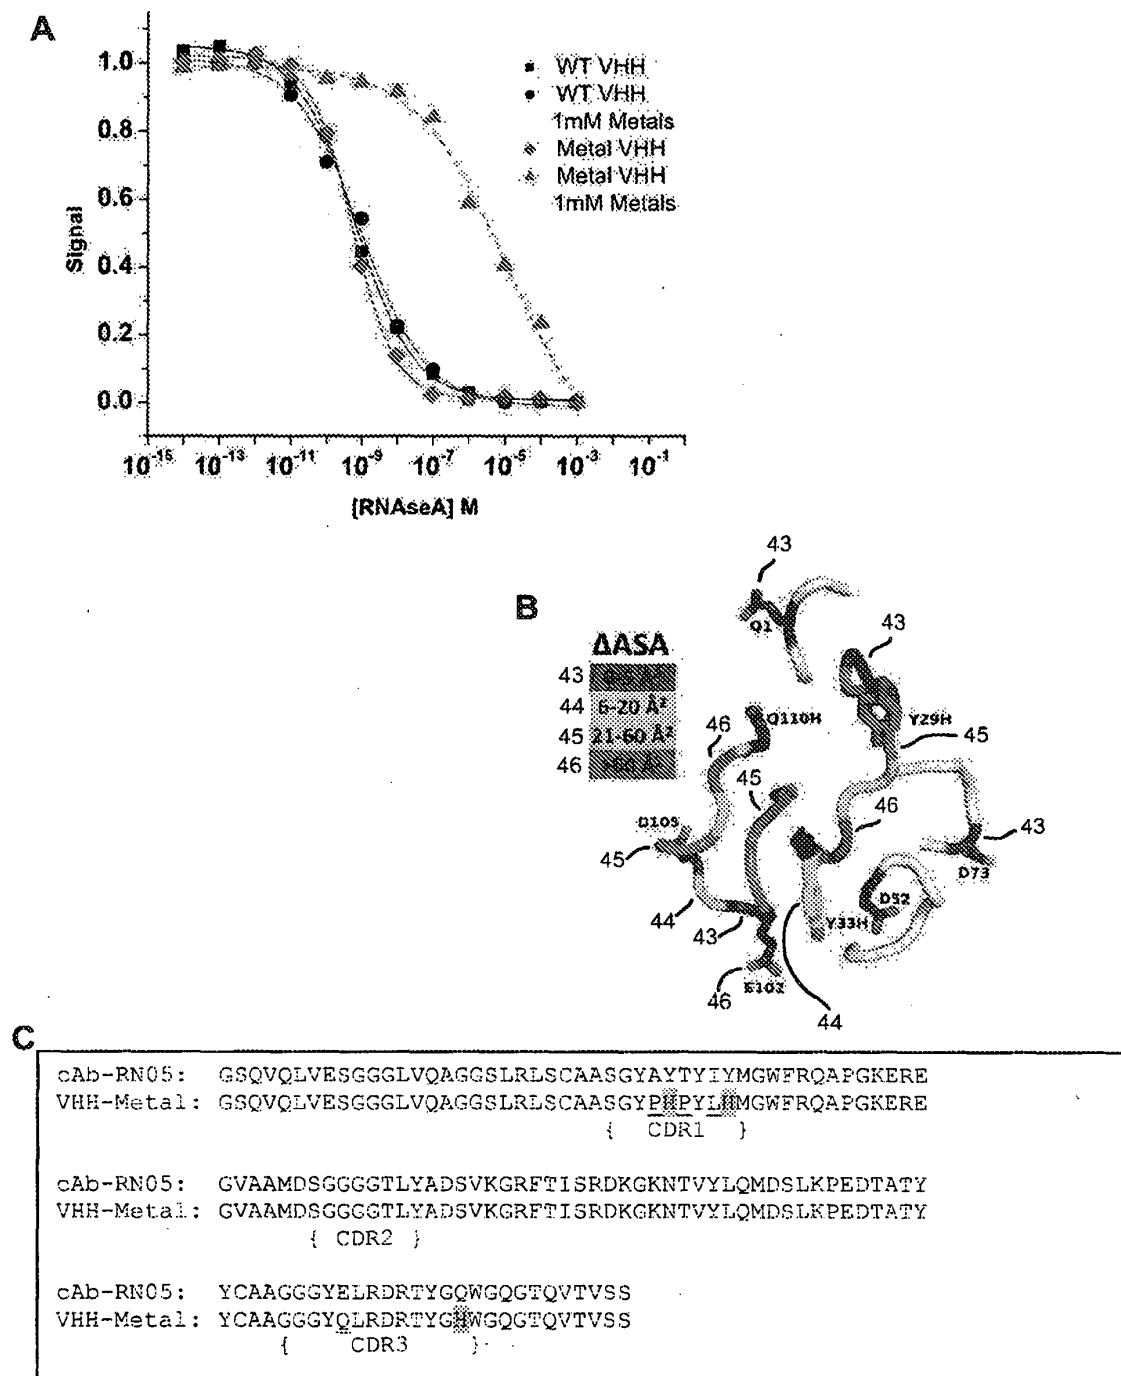 A
1.0
0.8
0.6
0.4
0.2
0.0
Signal
WT VHH
WT VHH
1mM Metals
Metal VHH
Metal VHH
1mM Metals
10-15 10-13 10-11 10-9 10-7 10-5 10-3 10-1
[RNAseA] M
B
ΔASA
43
44 6-20 Å²
45 21-60 Å²
46
43
Q1
43
Q110H
Y29H
46
45
45
46
D105
43
45
D73
D52
44
43
Y33H
46
E102
44
C
cAb-RN05: GSQVQLVESGGGLVQAGGSLRLSCAASGYAYTYIYMGWFRQAPGKERE
VHH-Metal: GSQVQLVESGGGLVQAGGSLRLSCAASGYPHPYLHMGWFRQAPGKERE
{ CDR1 }
cAb-RN05: GVAAMDSGGGGTLYADSVKGRFTISRDKGKNTVYLQMDSLKPEDTATY
VHH-Metal: GVAAMDSGGGGTLYADSVKGRFTISRDKGKNTVYLQMDSLKPEDTATY
{ CDR2 }
cAb-RN05: YCAAGGGYELRDRTYGQWGQGTQVTVSS
VHH-Metal: YCAAGGGYQLRDRTYGHWGQGTQVTVSS
{ CDR3 }